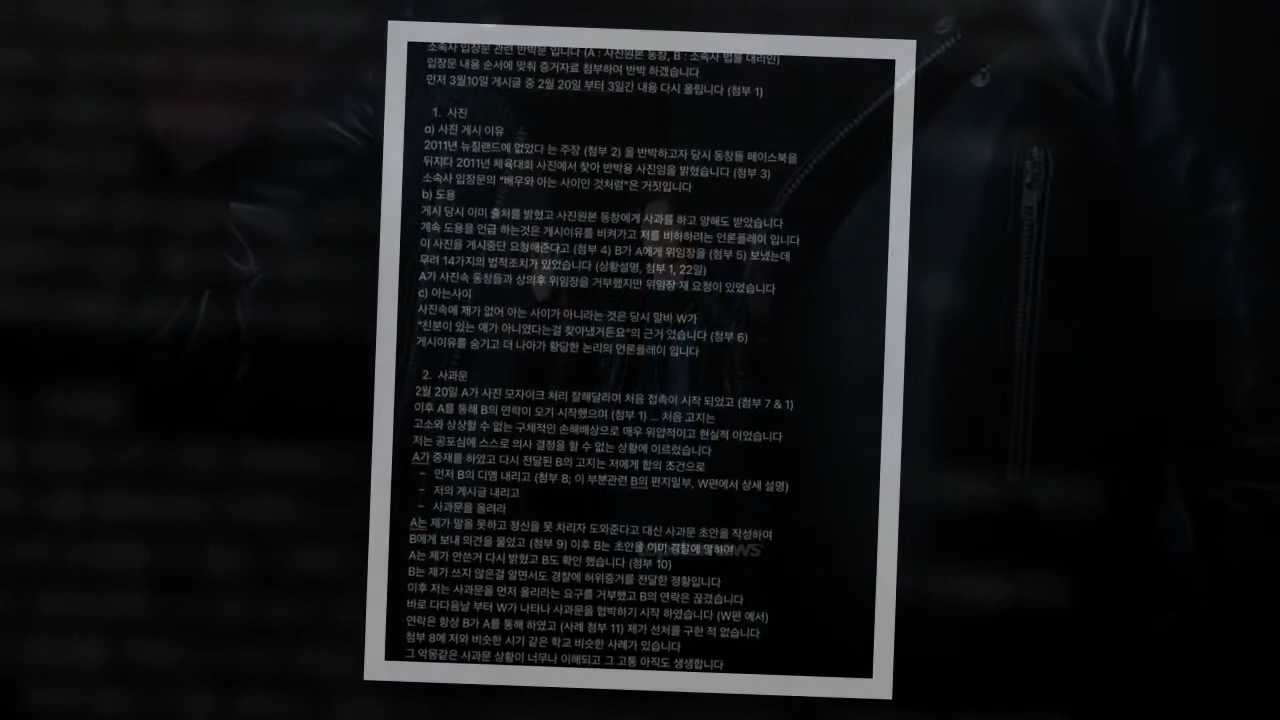 소속사 입장문 관련 반박문 입니다 (A : 사진원본 동창, B : 소속사 법률 대리인)
입장문 내용 순서에 맞춰 증거자료 첨부하여 반박 하겠습니다
먼저 3월10일 게시글 중 2월 20일 부터 3일간 내용 다시 올립니다 (첨부 1)
1. 사진
a) 사진 게시 이유
2011년 뉴질랜드에 없었다 는 주장 (첨부 2) 을 반박하고자 당시 동창들 페이스북을
뒤지다 2011년 체육대회 사진에서 찾아 반박용 사진임을 밝혔습니다 (첨부 3)
소속사 입장문의 "배우와 아는 사이인 것처럼"은 거짓입니다
b) 도용
게시 당시 이미 출처를 밝혔고 사진원본 동창에게 사과를 하고 양해도 받았습니다
계속 도용을 언급 하는것은 게시이유를 비켜가고 저를 비하하려는 언론플레이 입니다
이 사진을 게시중단 요청해준다고 (첨부 4) B가 A에게 위임장을 (첨부 5) 보냈는데
무려 14가지의 법적조치가 있었습니다 (상황설명, 첨부 1, 22일)
A가 사진속 동창들과 상의후 위임장을 거부했지만 위임장 재 요청이 있었습니다
c) 아는사이
사진속에 제가 없어 아는 사이가 아니라는 것은 당시 알바 W가
"친분이 있는 애가 아니였다는걸 찾아냈거든요"의 근거 였습니다 (첨부 6)
게시이유를 숨기고 더 나아가 황당한 논리의 언론플레이 입니다
2. 사과문
2월 20일 A가 사진 모자이크 처리 잘해달라며 처음 접촉이 시작 되었고 (첨부 7 & 1)
이후 A를 통해 B의 연락이 오기 시작했으며 (첨부 1) ... 처음 고지는
고소와 상상할 수 없는 구체적인 손해배상으로 매우 위압적이고 현실적 이었습니다
저는 공포심에 스스로 의사 결정을 할 수 없는 상황에 이르렀습니다
A가 중재를 하였고 다시 전달된 B의 고지는 저에게 합의 조건으로
- 먼저 B의 디엠 내리고 (첨부 8; 이 부분관련 B의 편지일부, W편에서 상세 설명)
- 저의 게시글 내리고
- 사과문을 올려라
A는 제가 말을 못하고 정신을 못 차리자 도와준다고 대신 사과문 초안을 작성하여
B에게 보내 의견을 물었고 (첨부 9) 이후 B는 초안을 이미 경찰에 말하여
A는 제가 안쓴거 다시 밝혔고 B도 확인 했습니다 (첨부 10)
B는 제가 쓰지 않은걸 알면서도 경찰에 허위증거를 전달한 정황입니다
이후 저는 사과문을 먼저 올리라는 요구를 거부했고 B의 연락은 끊겼습니다
바로 다다음날 부터 W가 나타나 사과문을 협박하기 시작 하였습니다 (W편 에서)
연락은 항상 B가 A를 통해 하였고 (사례 첨부 11) 제가 선처를 구한 적 없습니다
첨부 8에 저와 비슷한 시기 같은 학교 비슷한 사례가 있습니다
그 악몽같은 사과문 상황이 너무나 이해되고 그 고통 아직도 생생합니다